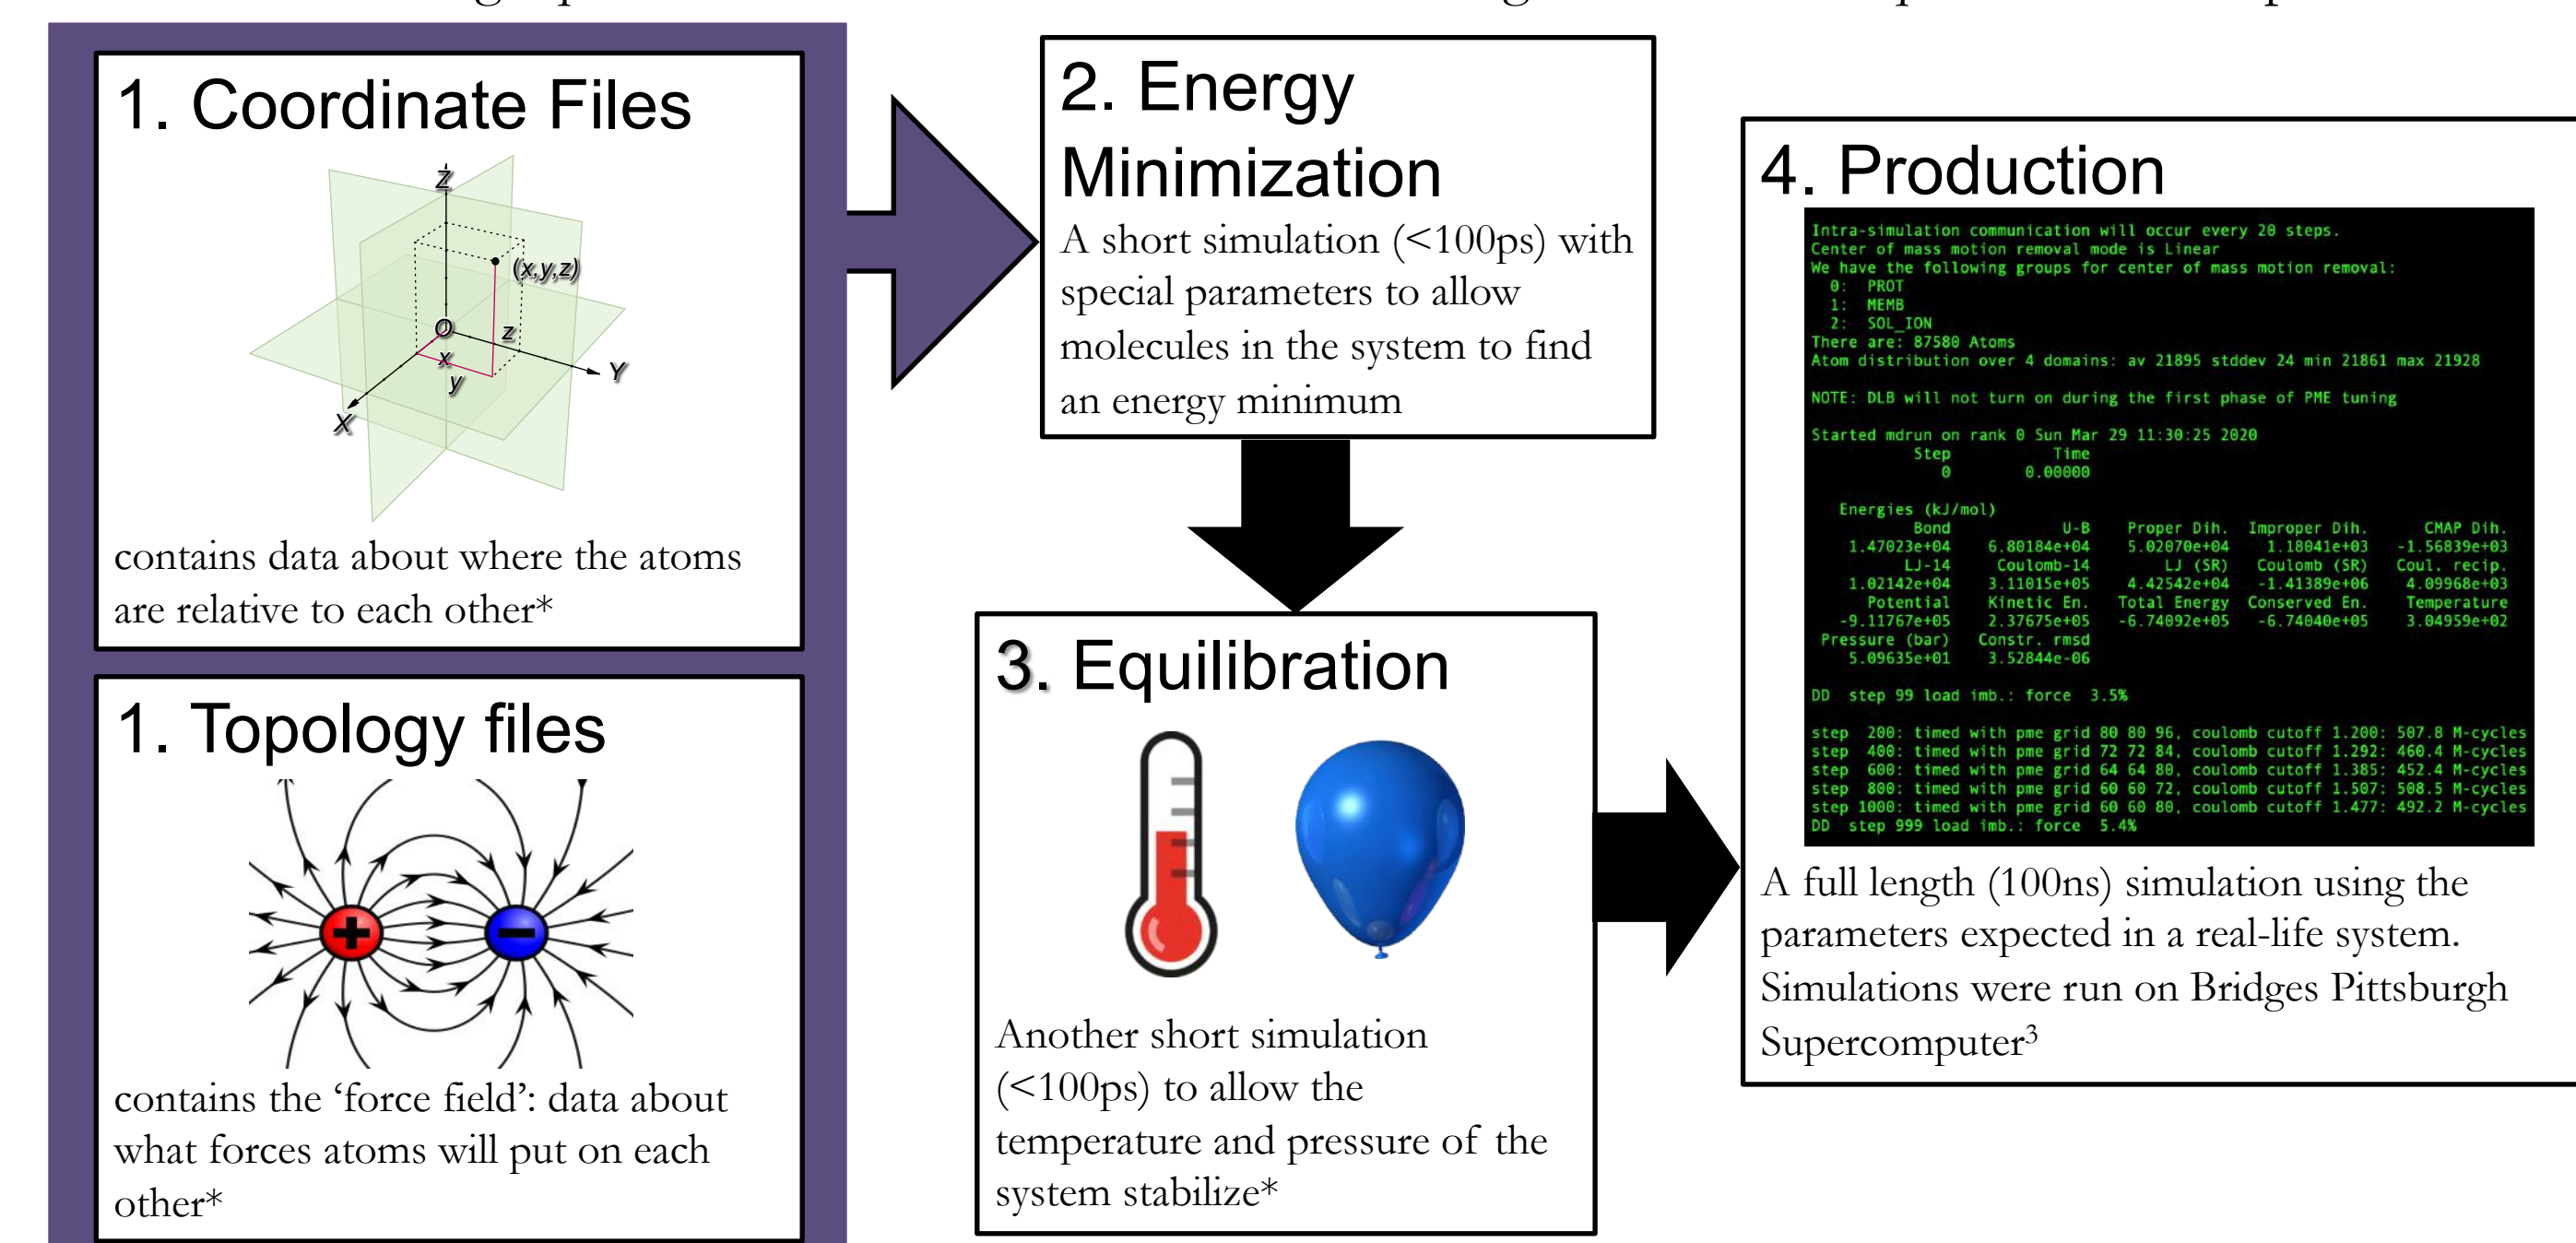 1. Coordinate Files
Z
(x,y,z)
O
z
x
y
Y
X
contains data about where the atoms
are relative to each other*
1. Topology files
+
−
contains the ‘force field’: data about
what forces atoms will put on each
other*
2. Energy
Minimization
A short simulation (<100ps) with
special parameters to allow
molecules in the system to find
an energy minimum
3. Equilibration
Another short simulation
(<100ps) to allow the
temperature and pressure of the
system stabilize*
4. Production
Intra-simulation communication will occur every 20 steps.
Center of mass motion removal mode is Linear
We have the following groups for center of mass motion removal:
0: PROT
1: MEMB
2: SOL_ION
There are: 87580 Atoms
Atom distribution over 4 domains: av 21895 stddev 24 min 21861 max 21928
NOTE: DLB will not turn on during the first phase of PME tuning
Started mdrun on rank 0 Sun Mar 29 11:30:25 2020
Step Time
0 0.00000
Energies (kJ/mol)
Bond U-B Proper Dih. Improper Dih. CMAP Dih.
1.47023e+04 6.80184e+04 5.02070e+04 1.18041e+03 -1.56839e+03
LJ-14 Coulomb-14 LJ (SR) Coulomb (SR) Coul. recip.
1.02142e+04 3.11015e+05 4.42542e+04 -1.41389e+06 4.09968e+03
Potential Kinetic En. Total Energy Conserved En. Temperature
-9.11767e+05 2.37675e+05 -6.74092e+05 -6.74040e+05 3.04959e+02
Pressure (bar) Constr. rmsd
5.09635e+01 3.52844e-06
DD step 99 load imb.: force 3.5%
step 200: timed with pme grid 80 80 96, coulomb cutoff 1.200: 507.8 M-cycles
step 400: timed with pme grid 72 72 84, coulomb cutoff 1.292: 460.4 M-cycles
step 600: timed with pme grid 64 64 80, coulomb cutoff 1.385: 452.4 M-cycles
step 800: timed with pme grid 60 60 72, coulomb cutoff 1.507: 508.5 M-cycles
step 1000: timed with pme grid 60 60 80, coulomb cutoff 1.477: 492.2 M-cycles
DD step 999 load imb.: force 5.4%
A full length (100ns) simulation using the
parameters expected in a real-life system.
Simulations were run on Bridges Pittsburgh
Supercomputer³